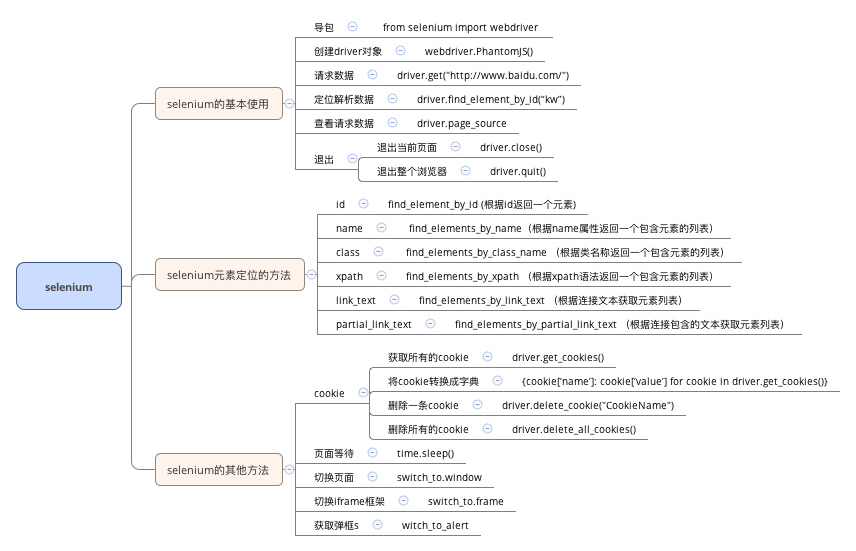 selenium
selenium的基本使用
导包 from selenium import webdriver
创建driver对象 webdriver.PhantomJS()
请求数据 driver.get("http://www.baidu.com/")
定位解析数据 driver.find_element_by_id(“kw”)
查看请求数据 driver.page_source
退出
退出当前页面 driver.close()
退出整个浏览器 driver.quit()
selenium元素定位的方法
id find_element_by_id (根据id返回一个元素)
name find_elements_by_name（根据name属性返回一个包含元素的列表）
class find_elements_by_class_name （根据类名称返回一个包含元素的列表）
xpath find_elements_by_xpath （根据xpath语法返回一个包含元素的列表）
link_text find_elements_by_link_text （根据连接文本获取元素列表）
partial_link_text find_elements_by_partial_link_text （根据连接包含的文本获取元素列表）
selenium的其他方法
cookie
获取所有的cookie driver.get_cookies()
将cookie转换成字典 {cookie[‘name’]: cookie[‘value’] for cookie in driver.get_cookies()}
删除一条cookie driver.delete_cookie("CookieName")
删除所有的cookie driver.delete_all_cookies()
页面等待 time.sleep()
切换页面 switch_to.window
切换iframe框架 switch_to.frame
获取弹框s witch_to_alert